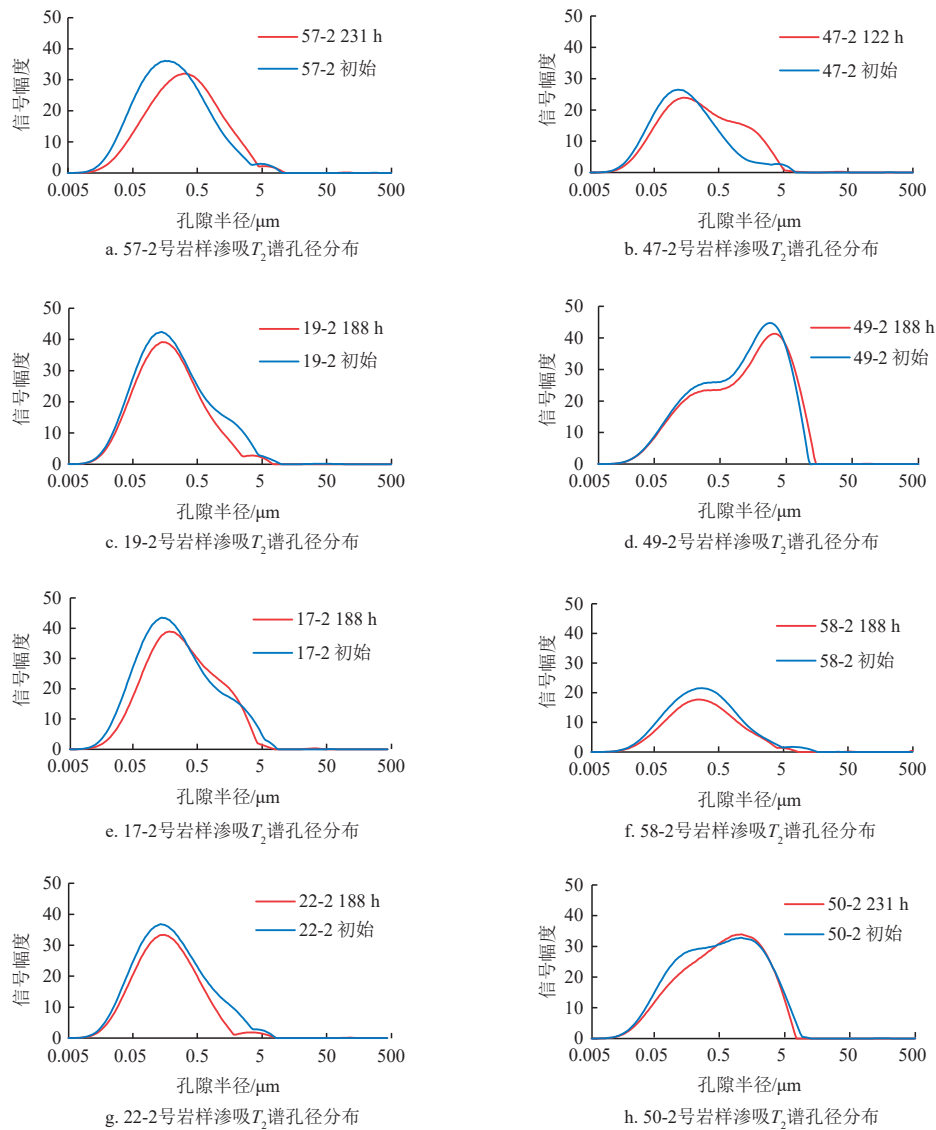 50
40
30
20
10
0
信号幅度
57-2 231 h
57-2 初始
0.005 0.05 0.5 5 50 500
孔隙半径/μm
a. 57-2号岩样渗吸T2谱孔径分布
50
40
30
20
10
0
信号幅度
47-2 122 h
47-2 初始
0.005 0.05 0.5 5 50 500
孔隙半径/μm
b. 47-2号岩样渗吸T2谱孔径分布
50
40
30
20
10
0
信号幅度
19-2 188 h
19-2 初始
0.005 0.05 0.5 5 50 500
孔隙半径/μm
c. 19-2号岩样渗吸T2谱孔径分布
50
40
30
20
10
0
信号幅度
49-2 188 h
49-2 初始
0.005 0.05 0.5 5 50 500
孔隙半径/μm
d. 49-2号岩样渗吸T2谱孔径分布
50
40
30
20
10
0
信号幅度
17-2 188 h
17-2 初始
0.005 0.05 0.5 5 50 500
孔隙半径/μm
e. 17-2号岩样渗吸T2谱孔径分布
50
40
30
20
10
0
信号幅度
58-2 188 h
58-2 初始
0.005 0.05 0.5 5 50 500
孔隙半径/μm
f. 58-2号岩样渗吸T2谱孔径分布
50
40
30
20
10
0
信号幅度
22-2 188 h
22-2 初始
0.005 0.05 0.5 5 50 500
孔隙半径/μm
g. 22-2号岩样渗吸T2谱孔径分布
50
40
30
20
10
0
信号幅度
50-2 231 h
50-2 初始
0.005 0.05 0.5 5 50 500
孔隙半径/μm
h. 50-2号岩样渗吸T2谱孔径分布